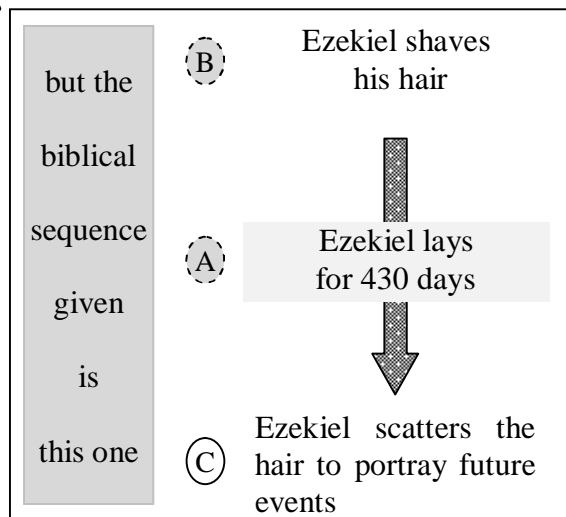 but the
biblical
sequence
given
is
this one
B
Ezekiel shaves
his hair
A
Ezekiel lays
for 430 days
C
Ezekiel scatters the
hair to portray future
events